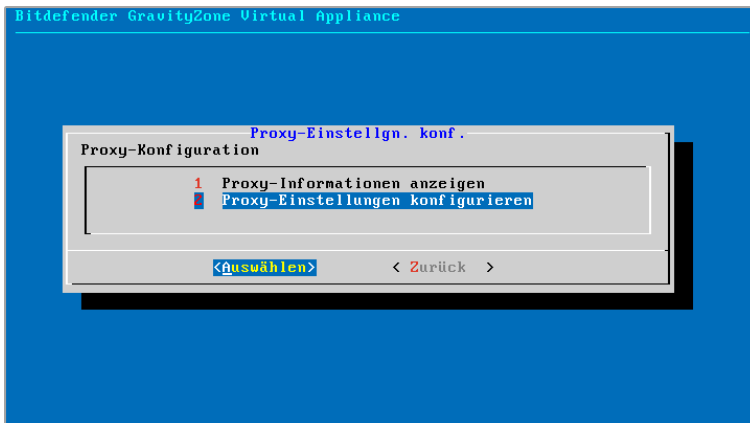 Bitdefender GravityZone Virtual Appliance
Proxy-Einstellgn. konf.
Proxy-Konfiguration
1 Proxy-Informationen anzeigen
2 Proxy-Einstellungen konfigurieren
<Auswählen> < Zurück >